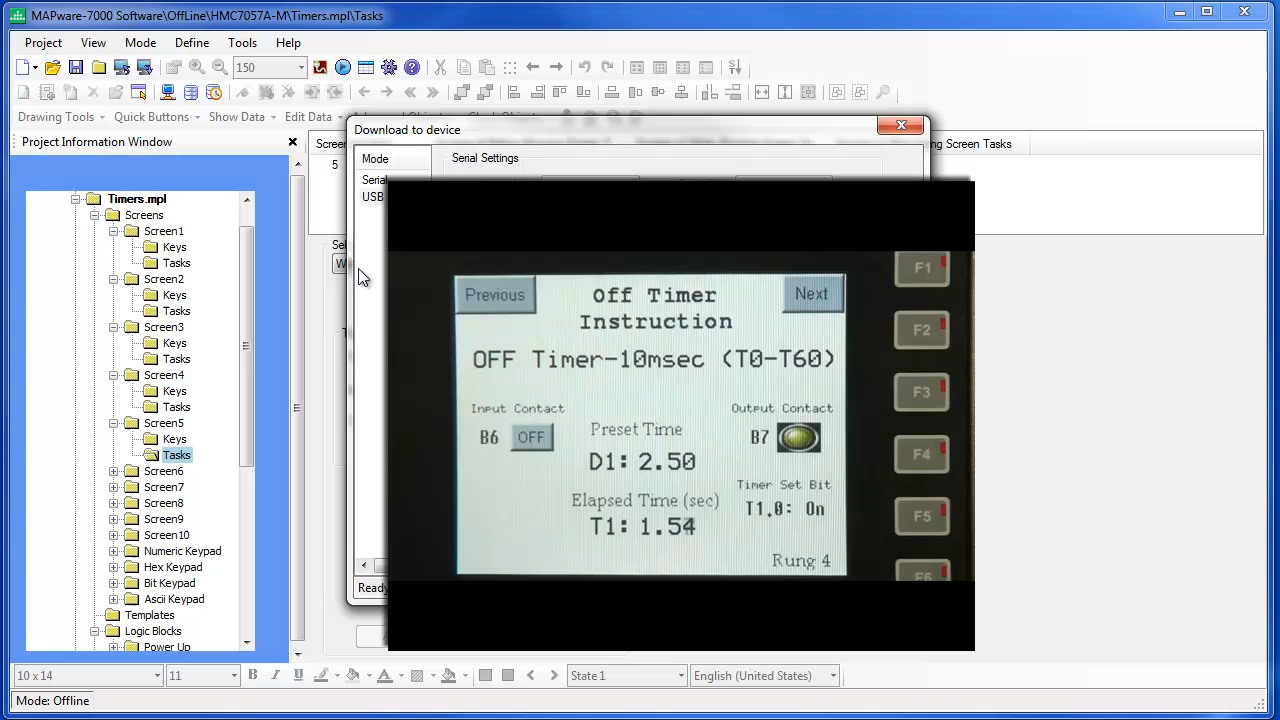 MAPware-7000 Software\OffLine\HMC7057A-M\Timers.mpl\Tasks
Project View Mode Define Tools Help
150
Drawing Tools Quick Buttons Show Data Edit Data
Project Information Window
Screen Tasks
5
Download to device
Mode
Serial Settings
Serial
USB
Timers.mpl
Screens
Screen1
Keys
Tasks
Screen2
Keys
Tasks
Screen3
Keys
Tasks
Screen4
Keys
Tasks
Screen5
Keys
Tasks
Screen6
Screen7
Screen8
Screen9
Screen10
Numeric Keypad
Hex Keypad
Bit Keypad
Ascii Keypad
Templates
Logic Blocks
Power Up
Previous
Off Timer
Instruction
Next
OFF Timer-10msec (T0-T60)
Input Contact
B6 OFF
Preset Time
D1: 2.50
Elapsed Time (sec)
T1: 1.54
Output Contact
B7
Timer Set Bit
T1.0: On
Rung 4
F1
F2
F3
F4
F5
F6
Ready
10 x 14 11 B I U A State 1 English (United States)
Mode: Offline